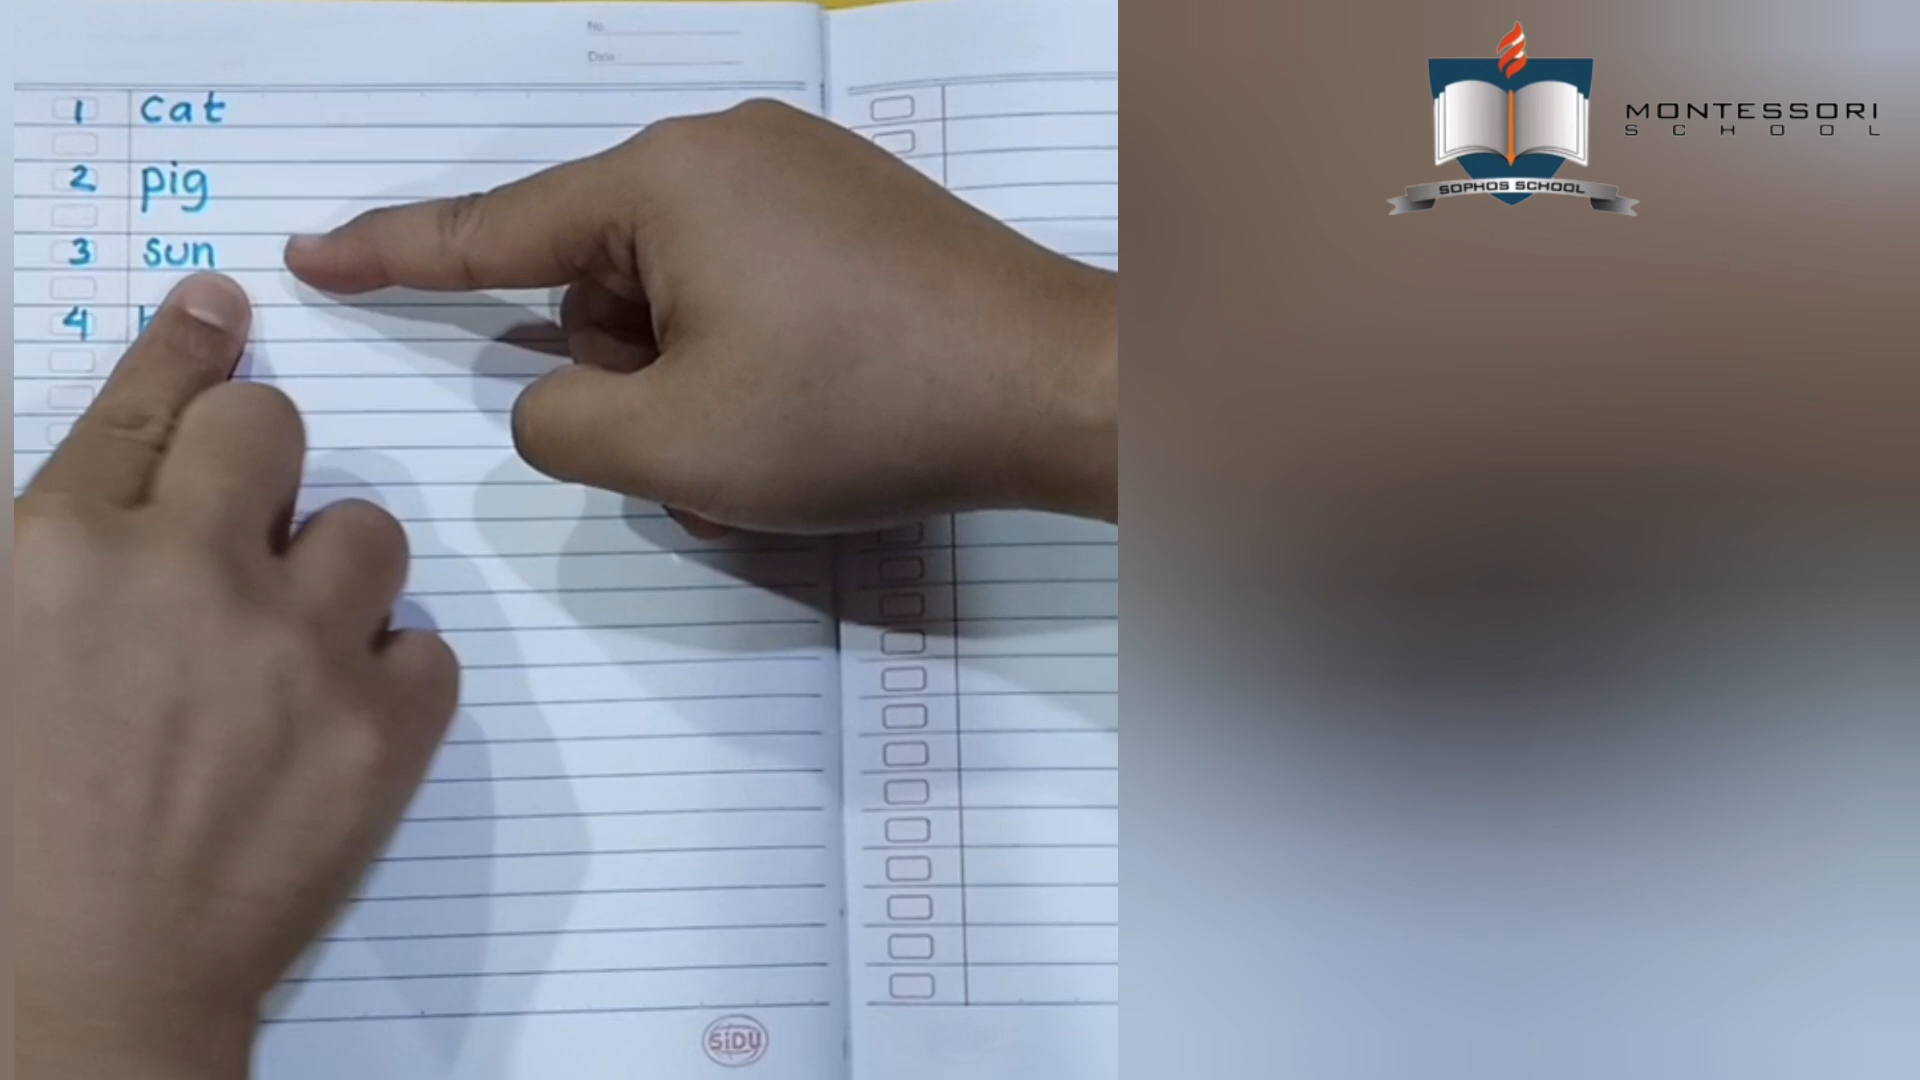 No.
Date
1 cat
2 pig
3 sun
4
SiDU
MONTESSORI
SCHOOL
SOPHOS SCHOOL